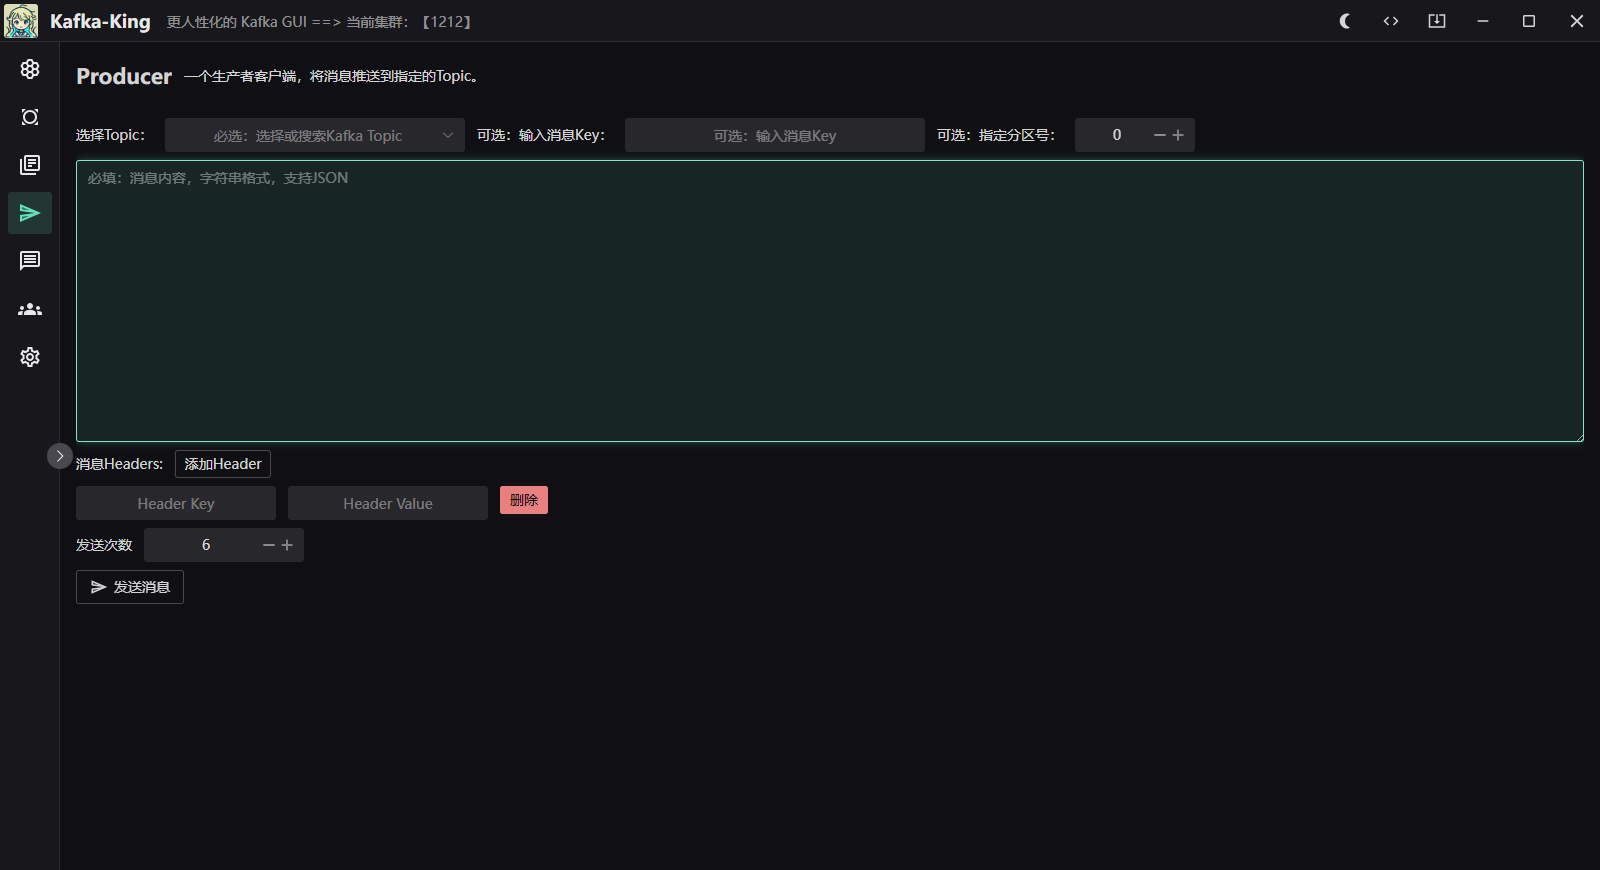 Kafka-King 更人性化的 Kafka GUI ==> 当前集群：【1212】
Producer 一个生产者客户端，将消息推送到指定的Topic。
选择Topic： 必选：选择或搜索Kafka Topic 可选：输入消息Key： 可选：输入消息Key 可选：指定分区号： 0
必填：消息内容，字符串格式，支持JSON
消息Headers: 添加Header
Header Key Header Value 删除
发送次数 6
发送消息